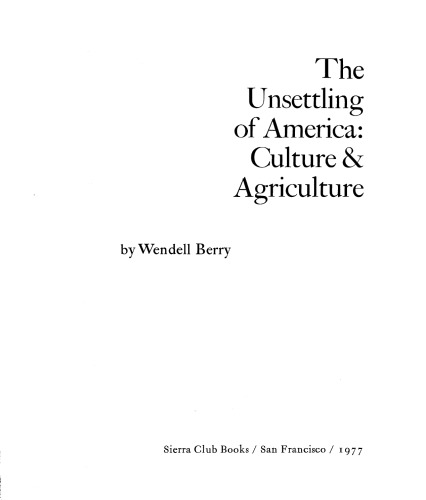 The
Unsettling
of America:
Culture &
Agriculture
by Wendell Berry
Sierra Club Books / San Francisco / 1977